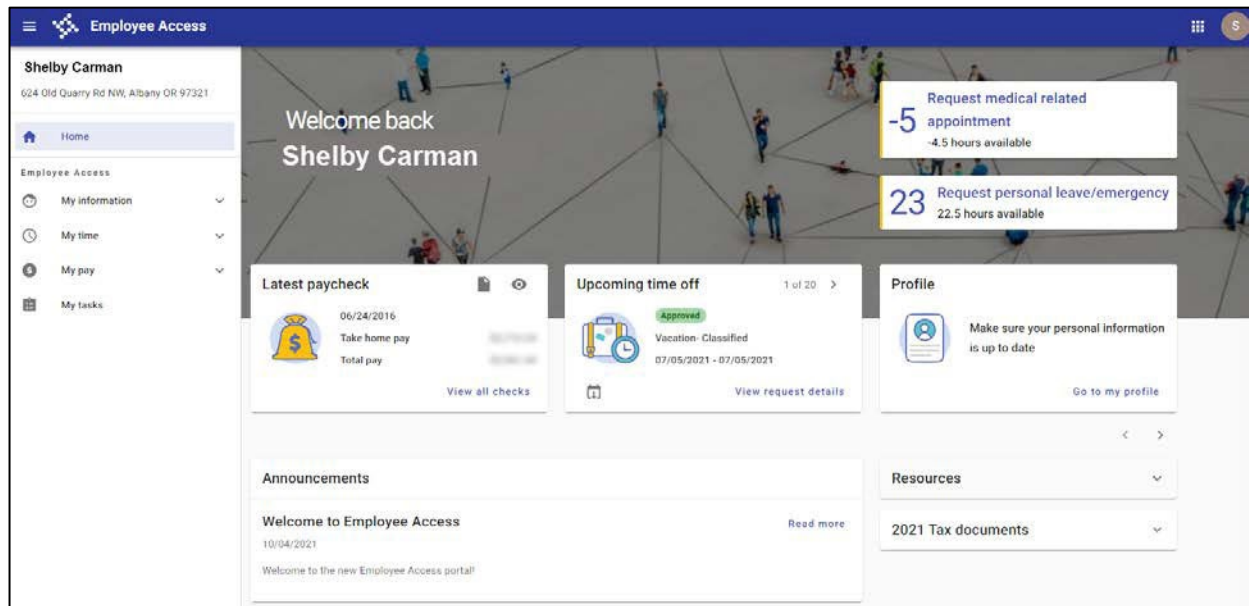 Employee Access
S
Shelby Carman
624 Old Quarry Rd NW, Albany OR 97321
Home
Employee Access
My information
My time
My pay
My tasks
Welcome back
Shelby Carman
-5
Request medical related
appointment
-4.5 hours available
23
Request personal leave/emergency
22.5 hours available
Latest paycheck
06/24/2016
Take home pay
Total pay
View all checks
Upcoming time off
1 of 20
Approved
Vacation- Classified
07/05/2021 - 07/05/2021
View request details
Profile
Make sure your personal information
is up to date
Go to my profile
Announcements
Welcome to Employee Access
Read more
10/04/2021
Welcome to the new Employee Access portal!
Resources
2021 Tax documents